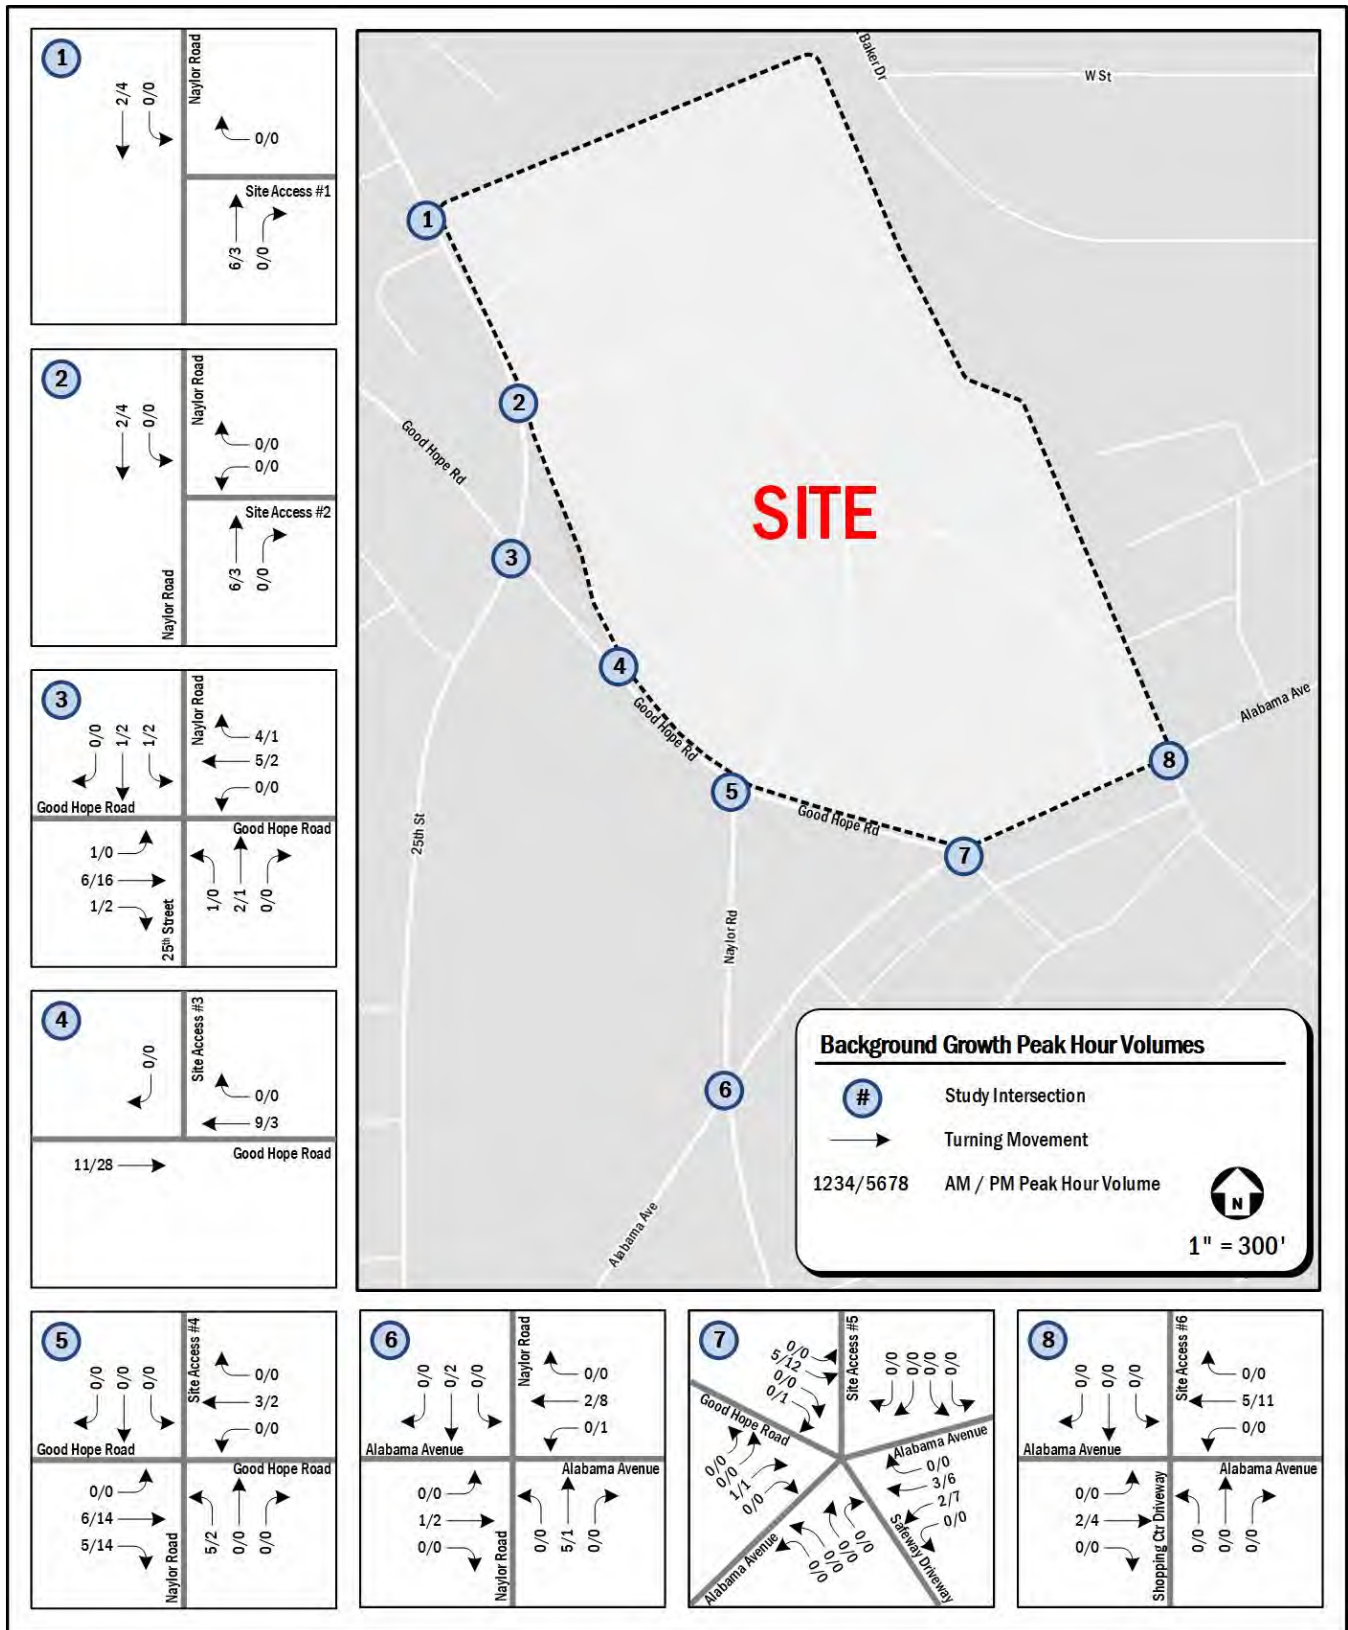 1
2/4
0/0
Naylor Road
0/0
Site Access #1
6/3
0/0
2
2/4
0/0
Naylor Road
0/0
0/0
Site Access #2
6/3
0/0
Naylor Road
3
0/0
1/2
1/2
Naylor Road
4/1
5/2
0/0
Good Hope Road
Good Hope Road
1/0
6/16
1/2
25th Street
1/0
2/1
0/0
4
0/0
Site Access #3
0/0
9/3
Good Hope Road
11/28
Baker Dr
W St
1
2
Good Hope Rd
SITE
3
4
Good Hope Rd
Alabama Ave
8
5
Good Hope Rd
7
25th St
Naylor Rd
6
Alabama Ave
Background Growth Peak Hour Volumes
# Study Intersection
Turning Movement
1234/5678 AM / PM Peak Hour Volume
N
1" = 300'
5
0/0
0/0
0/0
Site Access #4
0/0
3/2
0/0
Good Hope Road
Good Hope Road
0/0
6/14
5/14
Naylor Road
5/2
0/0
0/0
6
0/0
0/2
0/0
Naylor Road
0/0
2/8
0/1
Alabama Avenue
Alabama Avenue
0/0
1/2
0/0
Naylor Road
0/0
5/1
0/0
7
0/0
5/12
0/0
0/1
Site Access #5
0/0
0/0
0/0
0/0
Good Hope Road
Alabama Avenue
0/0
0/0
1/1
0/0
0/0
3/6
2/7
0/0
Alabama Avenue
0/0
0/0
0/0
0/0
Safeway Driveway
8
0/0
0/0
0/0
Site Access #6
0/0
5/11
0/0
Alabama Avenue
Alabama Avenue
0/0
2/4
0/0
Shopping Ctr Driveway
0/0
0/0
0/0